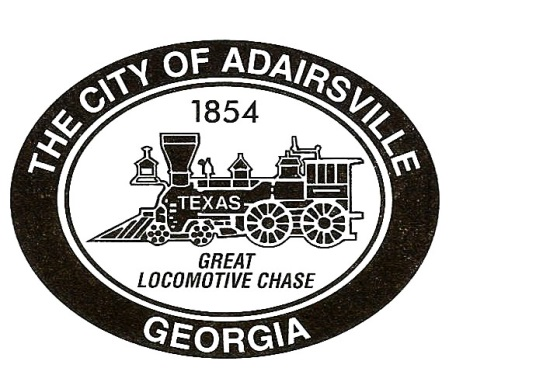 THE CITY OF ADAIRSVILLE
1854
TEXAS
GREAT
LOCOMOTIVE CHASE
GEORGIA